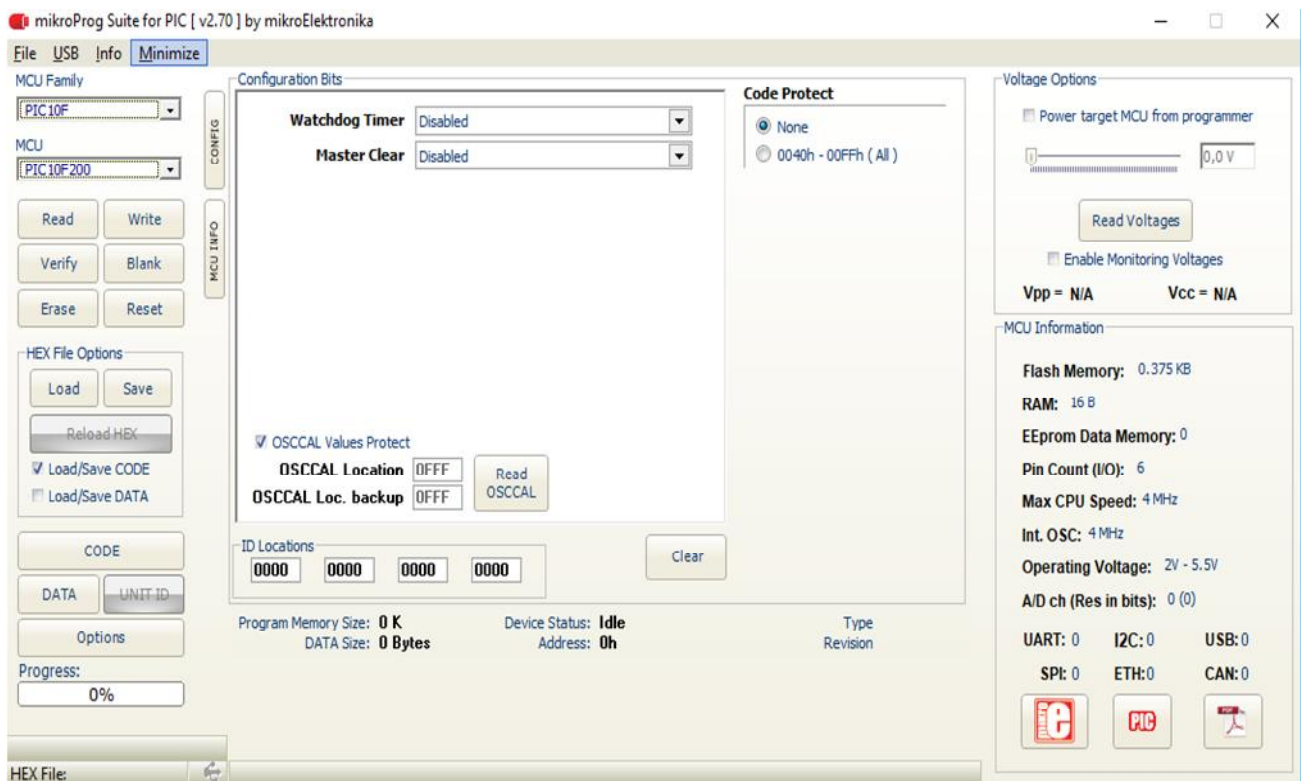 mikroProg Suite for PIC [ v2.70 ] by mikroElektronika
File USB Info Minimize
MCU Family
PIC10F
MCU
PIC10F200
Read Write
Verify Blank
Erase Reset
HEX File Options
Load Save
Reload HEX
Load/Save CODE
Load/Save DATA
CODE
DATA UNIT ID
Options
Progress:
0%
HEX File:
CONFIG
MCU INFO
Configuration Bits
Watchdog Timer Disabled
Master Clear Disabled
Code Protect
None
0040h - 00FFh ( All )
OSCCAL Values Protect
OSCCAL Location 0FFF
OSCCAL Loc. backup 0FFF
Read
OSCCAL
ID Locations
0000 0000 0000 0000
Clear
Program Memory Size: 0 K Device Status: Idle Type
DATA Size: 0 Bytes Address: 0h Revision
Voltage Options
Power target MCU from programmer
0,0 V
Read Voltages
Enable Monitoring Voltages
Vpp = N/A Vcc = N/A
MCU Information
Flash Memory: 0.375 KB
RAM: 16 B
EEprom Data Memory: 0
Pin Count (I/O): 6
Max CPU Speed: 4 MHz
Int. OSC: 4 MHz
Operating Voltage: 2V - 5.5V
A/D ch (Res in bits): 0 (0)
UART: 0 I2C: 0 USB: 0
SPI: 0 ETH: 0 CAN: 0
e PIC PDF